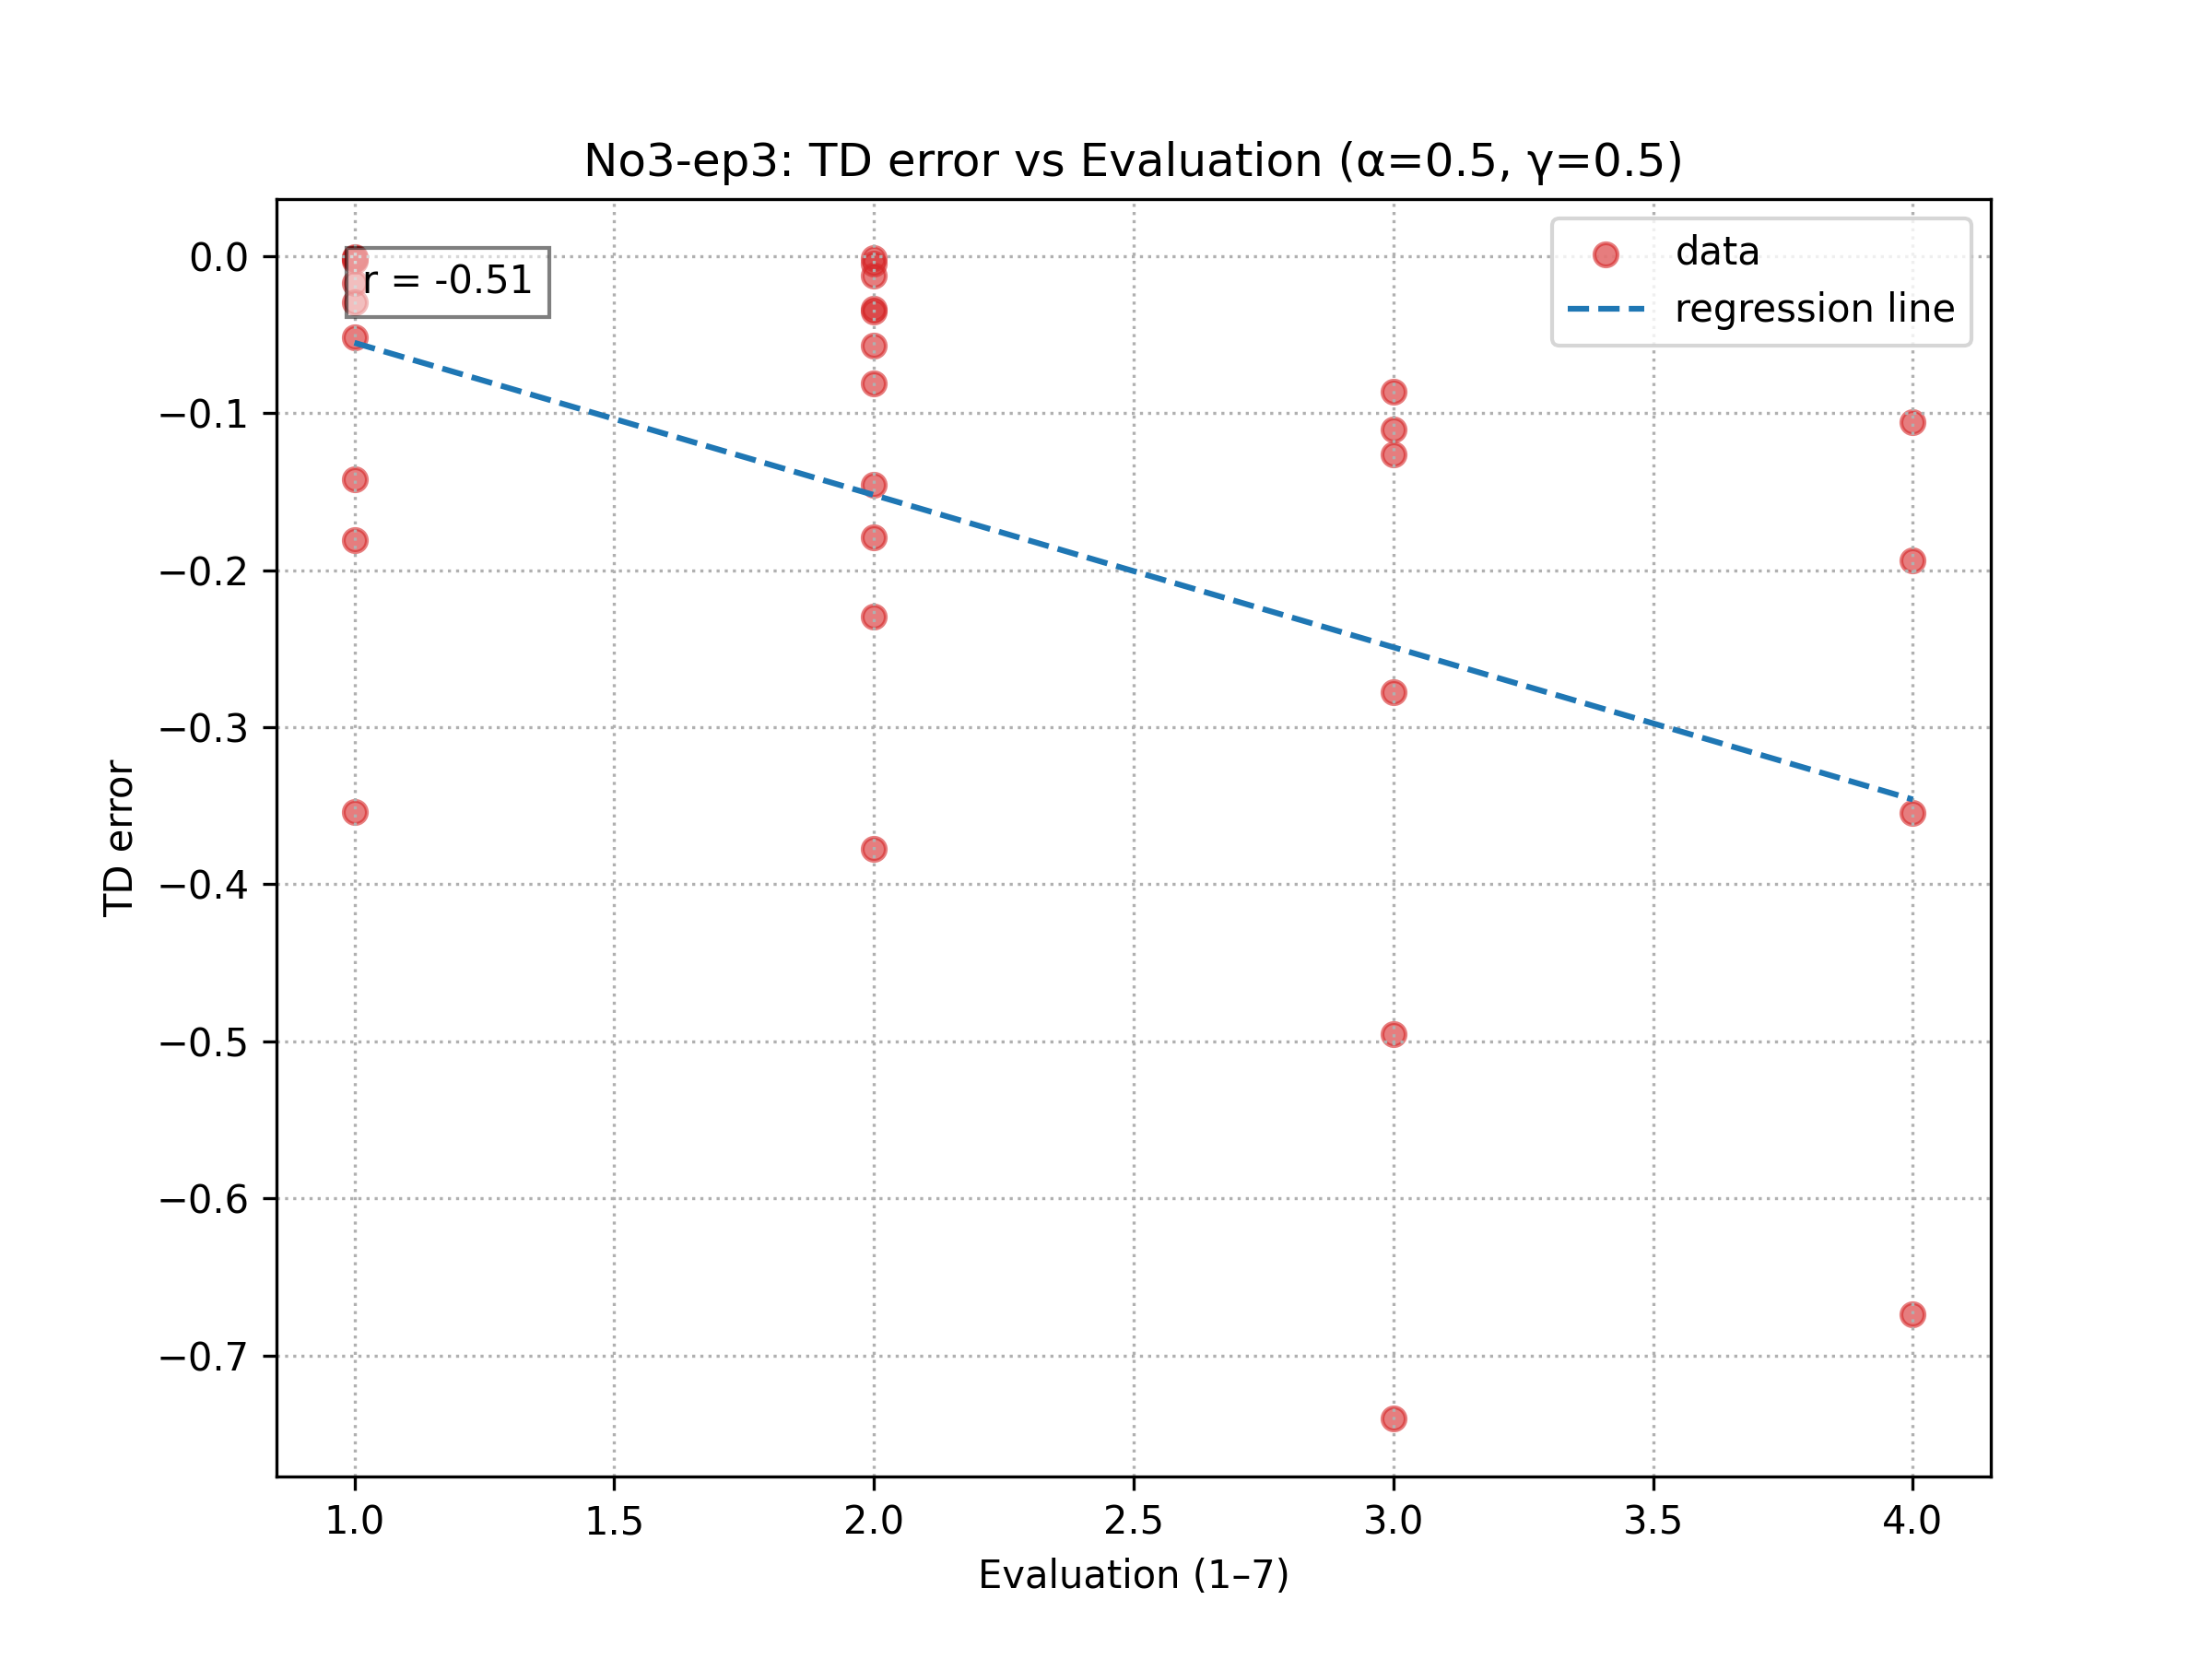 No3-ep3: TD error vs Evaluation (α=0.5, γ=0.5)
r = -0.51
data
regression line
TD error
0.0
−0.1
−0.2
−0.3
−0.4
−0.5
−0.6
−0.7
1.0 1.5 2.0 2.5 3.0 3.5 4.0
Evaluation (1–7)